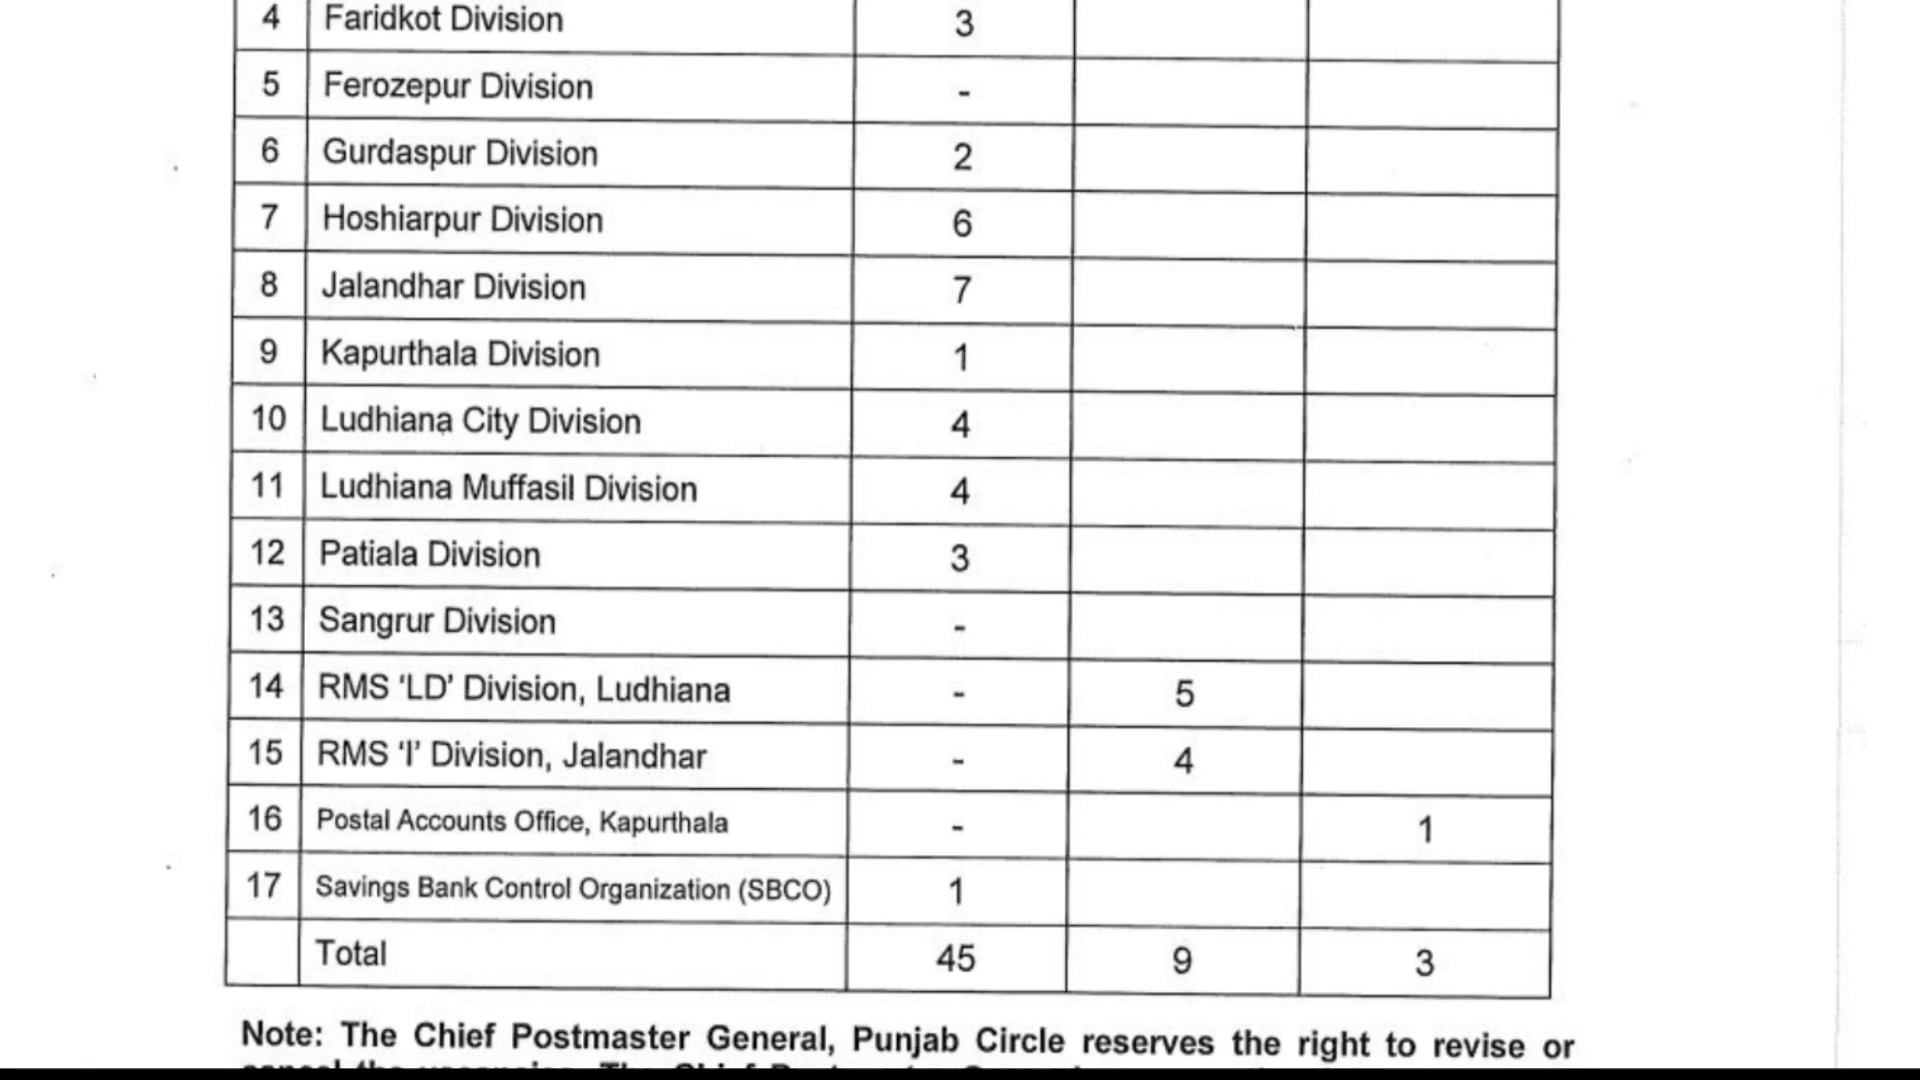 4 Faridkot Division 3
5 Ferozepur Division -
6 Gurdaspur Division 2
7 Hoshiarpur Division 6
8 Jalandhar Division 7
9 Kapurthala Division 1
10 Ludhiana City Division 4
11 Ludhiana Muffasil Division 4
12 Patiala Division 3
13 Sangrur Division -
14 RMS ‘LD’ Division, Ludhiana - 5
15 RMS ‘I’ Division, Jalandhar - 4
16 Postal Accounts Office, Kapurthala - 1
17 Savings Bank Control Organization (SBCO) 1
Total 45 9 3
Note: The Chief Postmaster General, Punjab Circle reserves the right to revise or